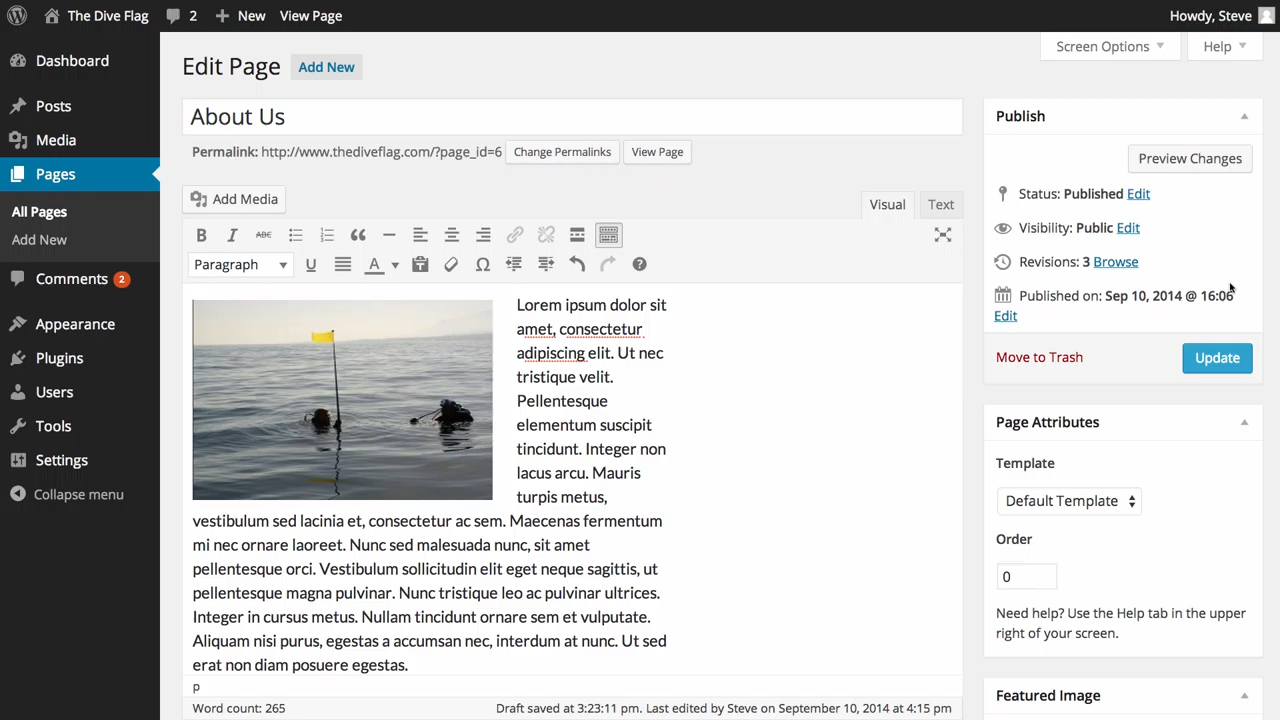 The Dive Flag 2 New View Page Howdy, Steve
Screen Options Help
Dashboard
Posts
Media
Pages
All Pages
Add New
Comments 2
Appearance
Plugins
Users
Tools
Settings
Collapse menu
Edit Page Add New
About Us
Permalink: http://www.thediveflag.com/?page_id=6 Change Permalinks View Page
Add Media
Visual Text
B I ABC
Paragraph U A Ω ?
Lorem ipsum dolor sit
amet, consectetur
adipiscing elit. Ut nec
tristique velit.
Pellentesque
elementum suscipit
tincidunt. Integer non
lacus arcu. Mauris
turpis metus,
vestibulum sed lacinia et, consectetur ac sem. Maecenas fermentum
mi nec ornare laoreet. Nunc sed malesuada nunc, sit amet
pellentesque orci. Vestibulum sollicitudin elit eget neque sagittis, ut
pellentesque magna pulvinar. Nunc tristique leo ac pulvinar ultrices.
Integer in cursus metus. Nullam tincidunt ornare sem et vulputate.
Aliquam nisi purus, egestas a accumsan nec, interdum at nunc. Ut sed
erat non diam posuere egestas.
p
Word count: 265 Draft saved at 3:23:11 pm. Last edited by Steve on September 10, 2014 at 4:15 pm
Publish
Preview Changes
Status: Published Edit
Visibility: Public Edit
Revisions: 3 Browse
Published on: Sep 10, 2014 @ 16:06
Edit
Move to Trash Update
Page Attributes
Template
Default Template
Order
0
Need help? Use the Help tab in the upper
right of your screen.
Featured Image